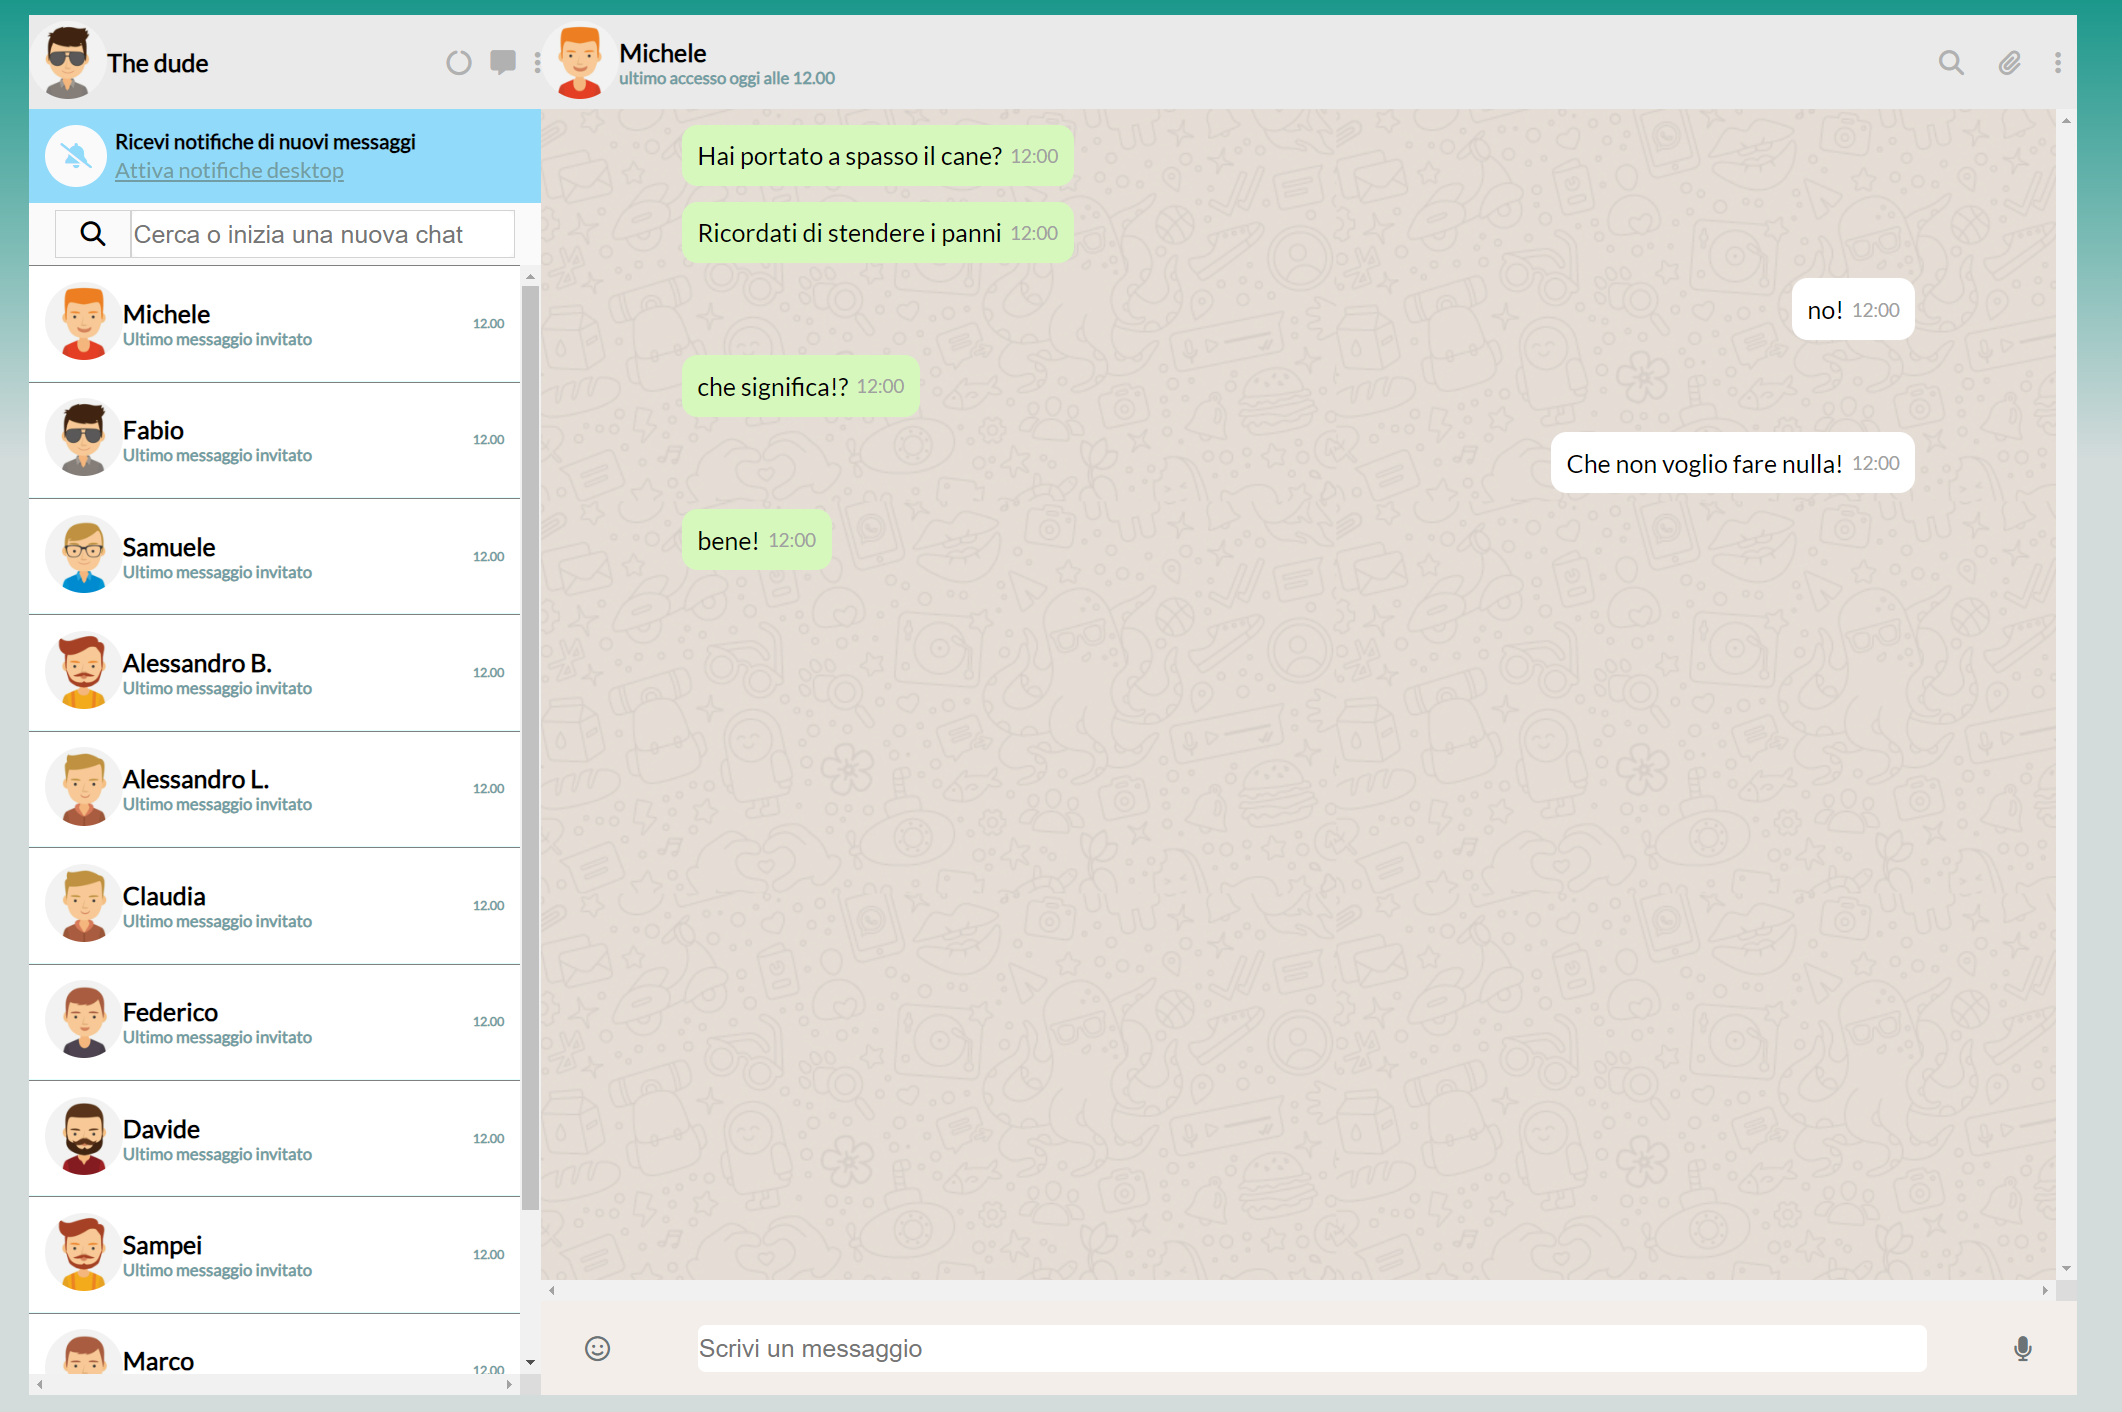 The dude
Ricevi notifiche di nuovi messaggi
Attiva notifiche desktop
Cerca o inizia una nuova chat
Michele
Ultimo messaggio invitato
12.00
Fabio
Ultimo messaggio invitato
12.00
Samuele
Ultimo messaggio invitato
12.00
Alessandro B.
Ultimo messaggio invitato
12.00
Alessandro L.
Ultimo messaggio invitato
12.00
Claudia
Ultimo messaggio invitato
12.00
Federico
Ultimo messaggio invitato
12.00
Davide
Ultimo messaggio invitato
12.00
Sampei
Ultimo messaggio invitato
12.00
Marco
12.00
Michele
ultimo accesso oggi alle 12.00
Hai portato a spasso il cane? 12:00
Ricordati di stendere i panni 12:00
no! 12:00
che significa!? 12:00
Che non voglio fare nulla! 12:00
bene! 12:00
Scrivi un messaggio